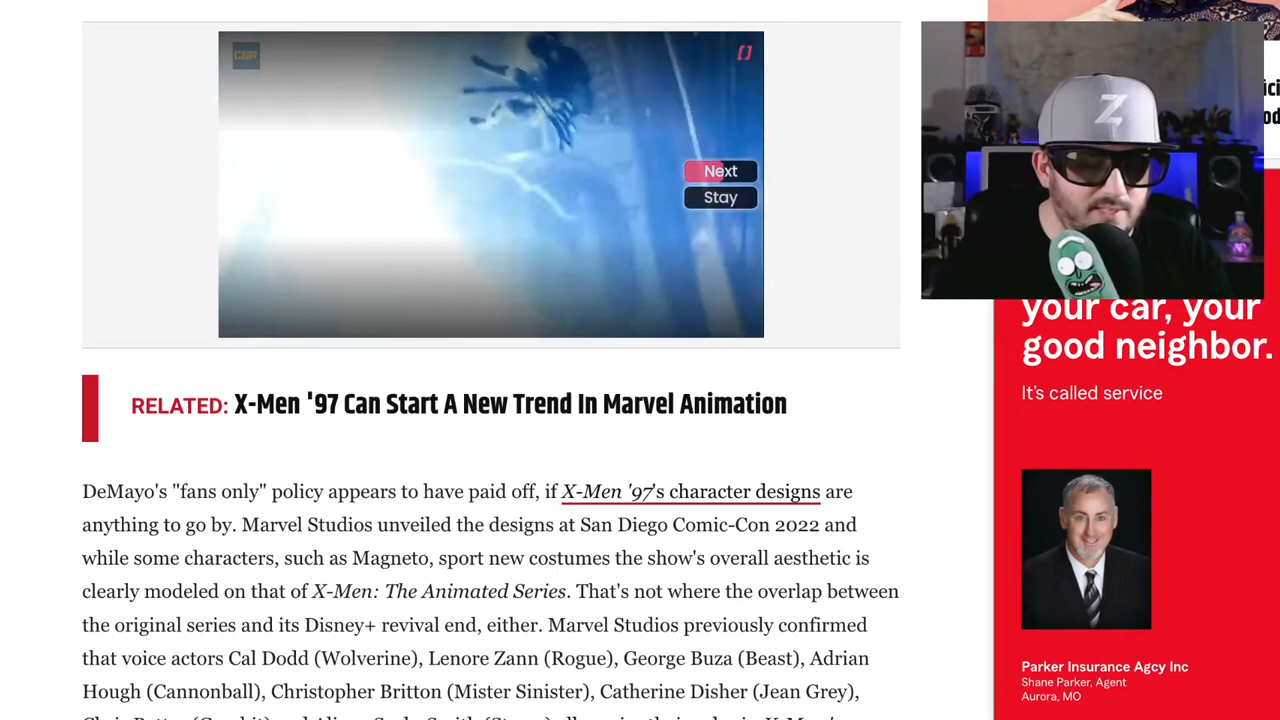 CBR
Next
Stay
Z
your car, your
good neighbor.
It's called service
RELATED: X-Men '97 Can Start A New Trend In Marvel Animation
DeMayo's "fans only" policy appears to have paid off, if X-Men '97's character designs are
anything to go by. Marvel Studios unveiled the designs at San Diego Comic-Con 2022 and
while some characters, such as Magneto, sport new costumes the show's overall aesthetic is
clearly modeled on that of X-Men: The Animated Series. That's not where the overlap between
the original series and its Disney+ revival end, either. Marvel Studios previously confirmed
that voice actors Cal Dodd (Wolverine), Lenore Zann (Rogue), George Buza (Beast), Adrian
Hough (Cannonball), Christopher Britton (Mister Sinister), Catherine Disher (Jean Grey),
Parker Insurance Agcy Inc
Shane Parker, Agent
Aurora, MO